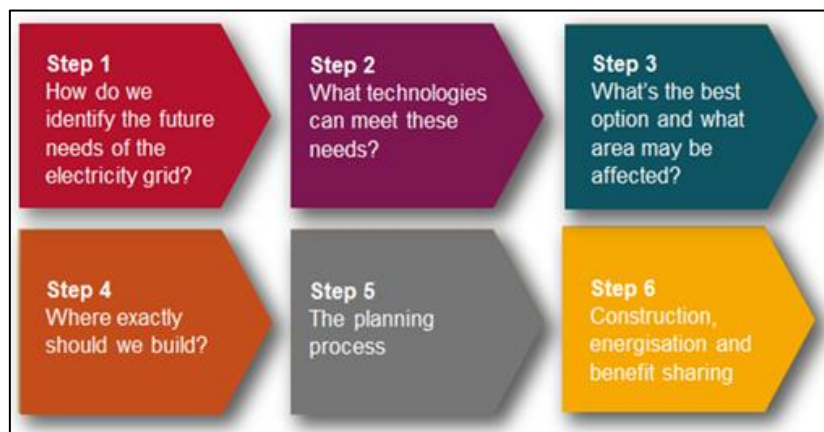 Step 1
How do we
identify the future
needs of the
electricity grid?
Step 2
What technologies
can meet these
needs?
Step 3
What's the best
option and what
area may be
affected?
Step 4
Where exactly
should we build?
Step 5
The planning
process
Step 6
Construction,
energisation and
benefit sharing